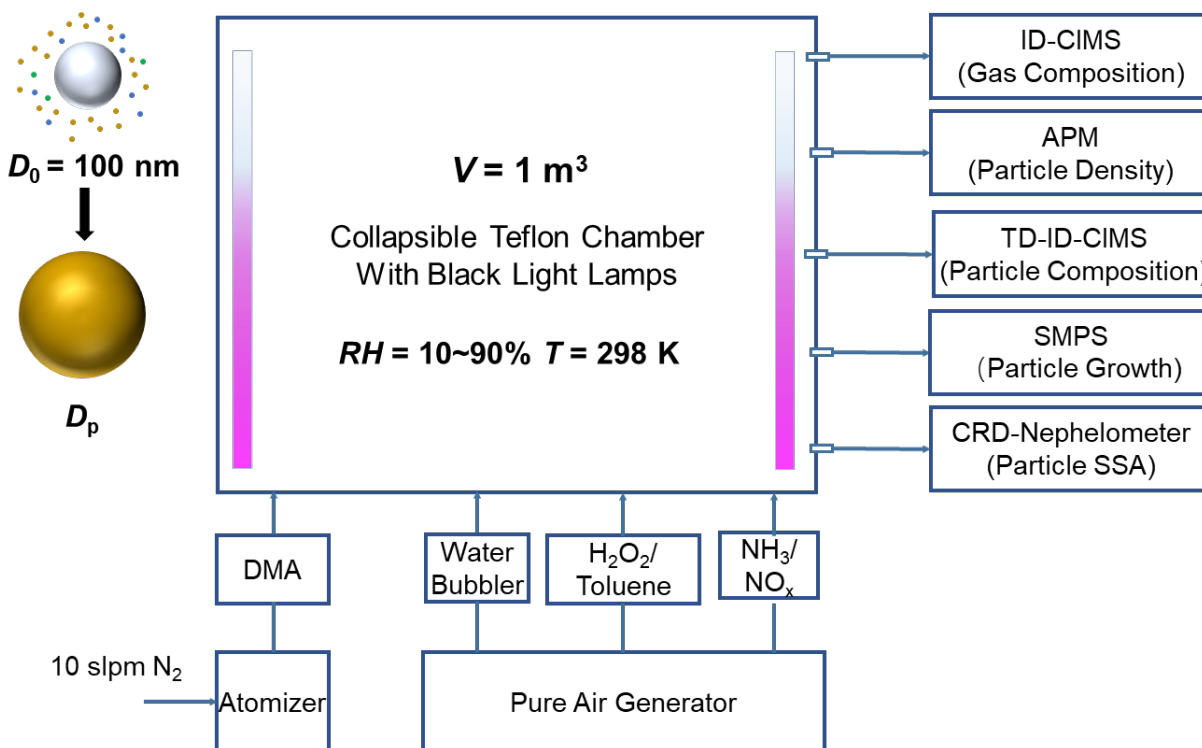 D₀ = 100 nm
Dₚ
V = 1 m³
Collapsible Teflon Chamber
With Black Light Lamps
RH = 10~90% T = 298 K
ID-CIMS
(Gas Composition)
APM
(Particle Density)
TD-ID-CIMS
(Particle Composition)
SMPS
(Particle Growth)
CRD-Nephelometer
(Particle SSA)
DMA
Water
Bubbler
H₂O₂/
Toluene
NH₃/
NOₓ
10 slpm N₂
Atomizer
Pure Air Generator